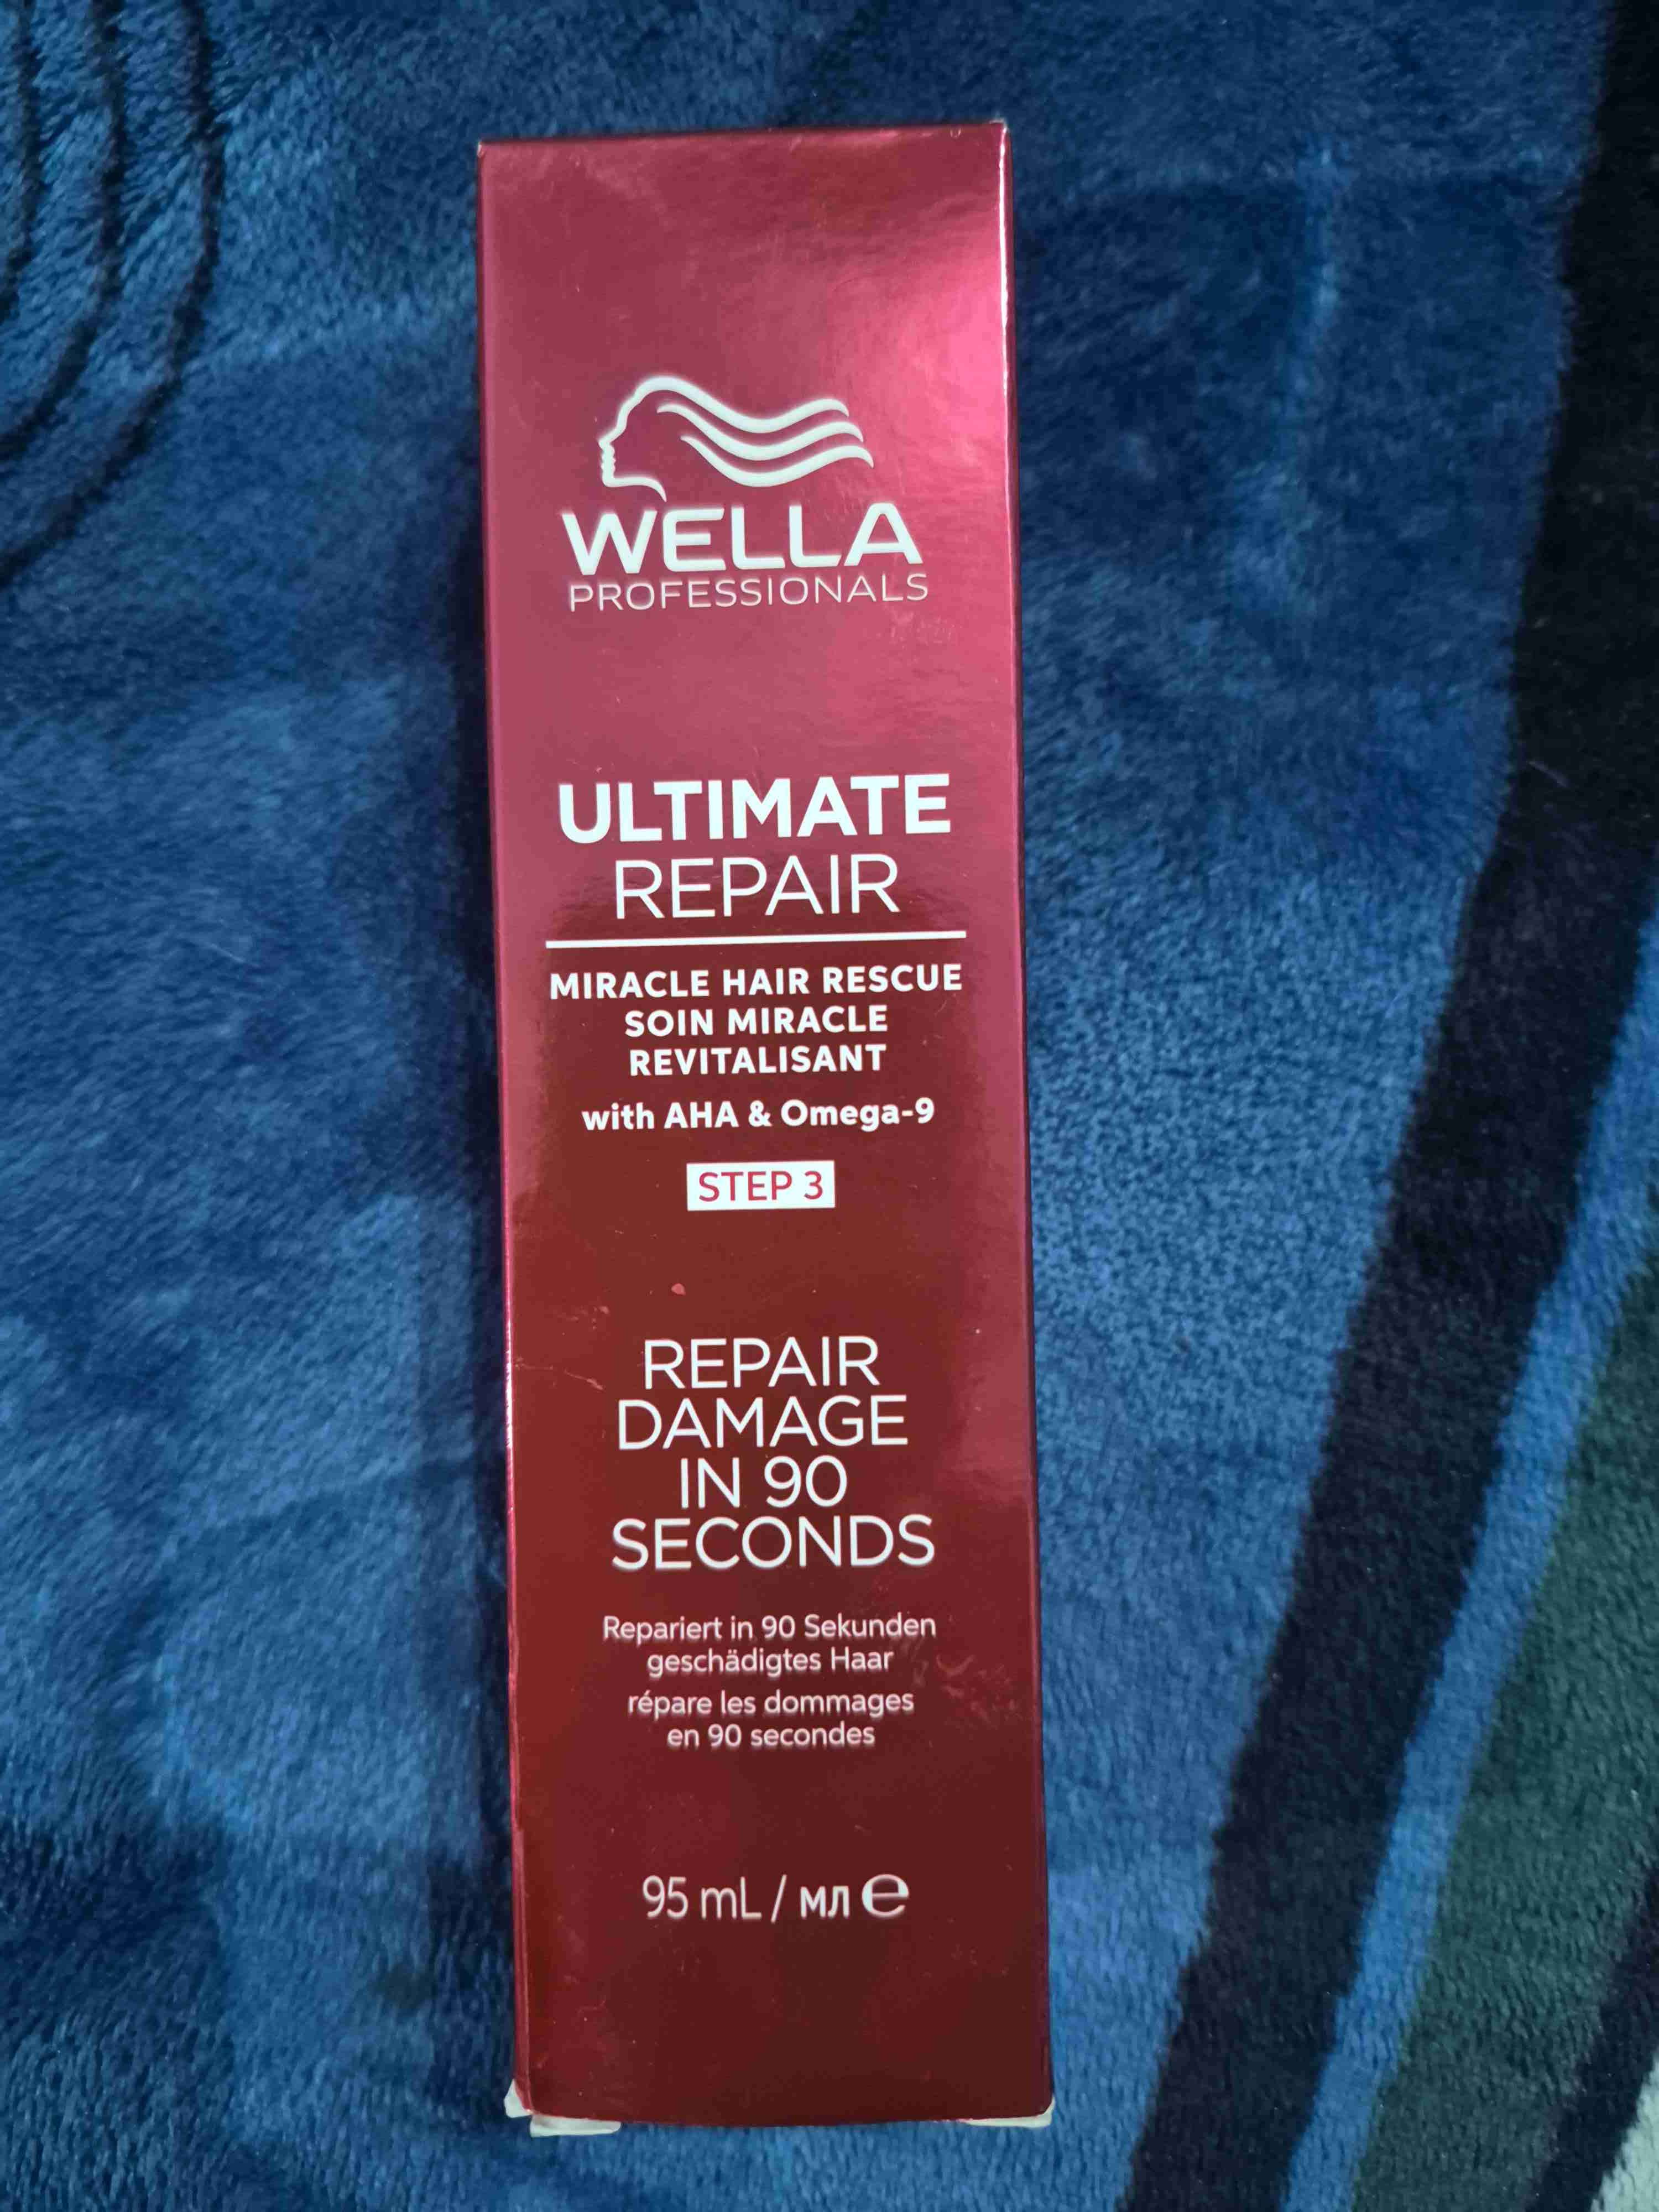 WELLA
PROFESSIONALS
ULTIMATE
REPAIR
MIRACLE HAIR RESCUE
SOIN MIRACLE
REVITALISANT
with AHA & Omega-9
STEP 3
REPAIR
DAMAGE
IN 90
SECONDS
Repariert in 90 Sekunden
geschädigtes Haar
répare les dommages
en 90 secondes
95 mL / мл ℮